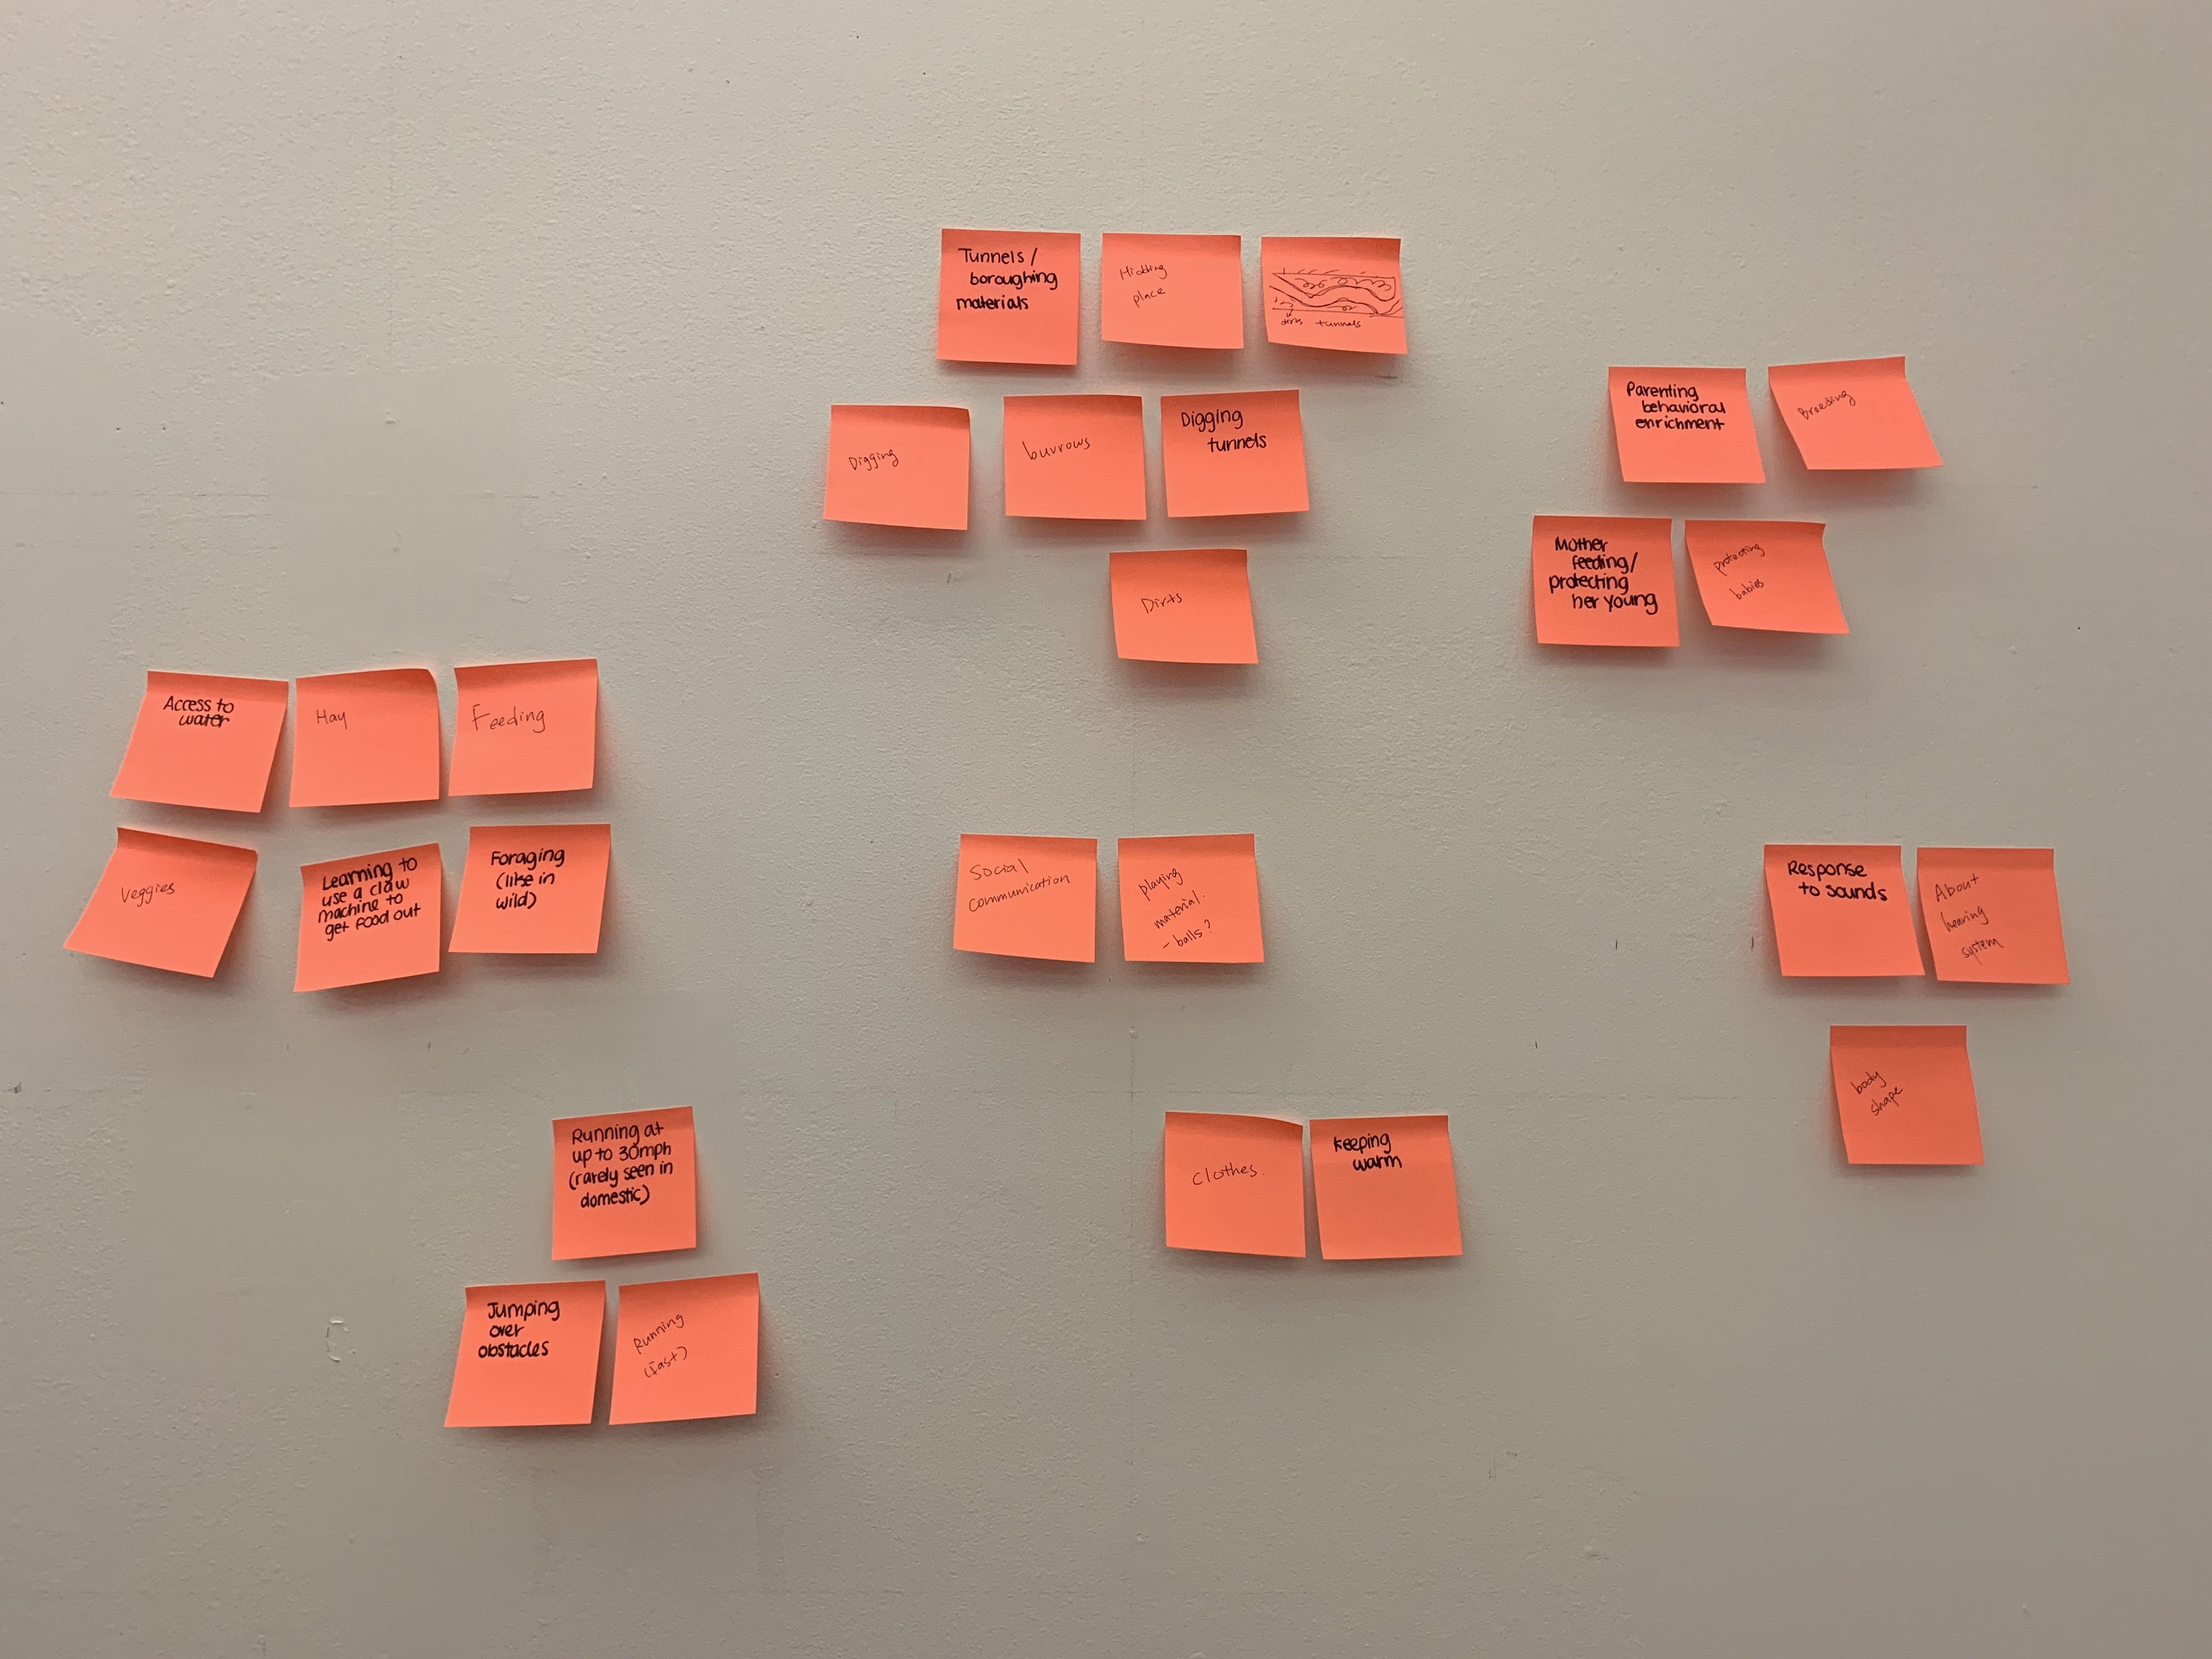 Tunnels /
boroughing
materials
Hidding
place
dirts tunnels
Digging
burrows
Digging
tunnels
Dirts
Parenting
behavioral
enrichment
Breeding
Mother
feeding/
protecting
her young
protecting
babies
Access to
water
Hay
Feeding
Veggies
Learning to
use a claw
machine to
get food out
Foraging
(like in
wild)
Social
communication
playing
material.
- balls?
Response
to sounds
About
hearing
system
body
shape
Running at
up to 30mph
(rarely seen in
domestic)
Jumping
over
obstacles
Running
(fast)
clothes.
keeping
warm